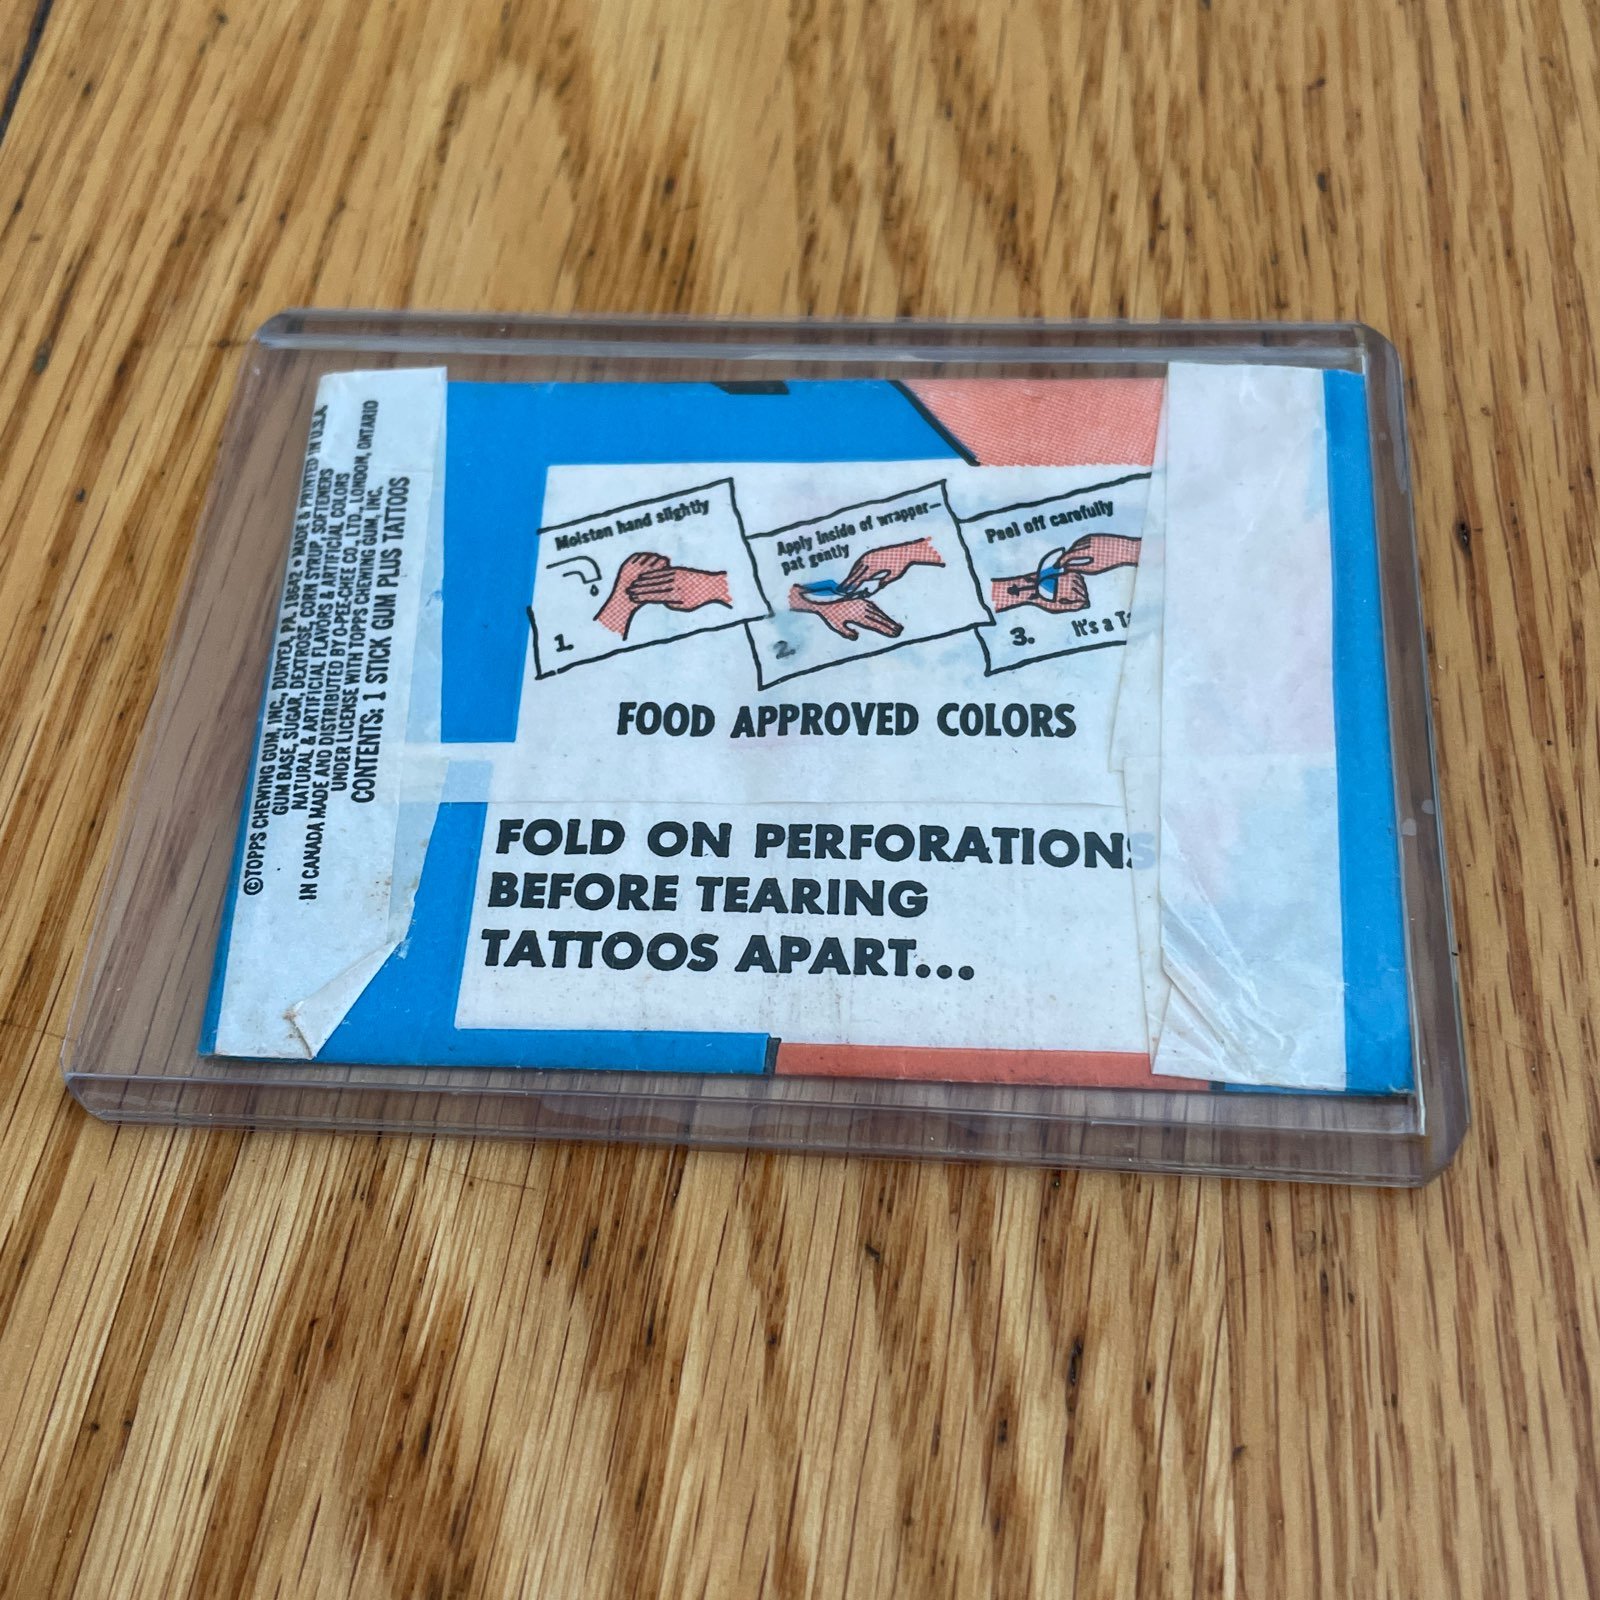 ©TOPPS CHEWING GUM, INC., DURYEA, PA. 18642 • MADE & PRINTED IN U.S.A.
GUM BASE, SUGAR, DEXTROSE, CORN SYRUP, SOFTENERS
NATURAL & ARTIFICIAL FLAVORS & ARTIFICIAL COLORS
IN CANADA MADE AND DISTRIBUTED BY O-PEE-CHEE CO., LTD., LONDON, ONTARIO
UNDER LICENSE WITH TOPPS CHEWING GUM, INC.
CONTENTS: 1 STICK GUM PLUS TATTOOS
Moisten hand slightly
1.
Apply inside of wrapper—
pat gently
2.
Peel off carefully
3. It's a
FOOD APPROVED COLORS
FOLD ON PERFORATIONS
BEFORE TEARING
TATTOOS APART...